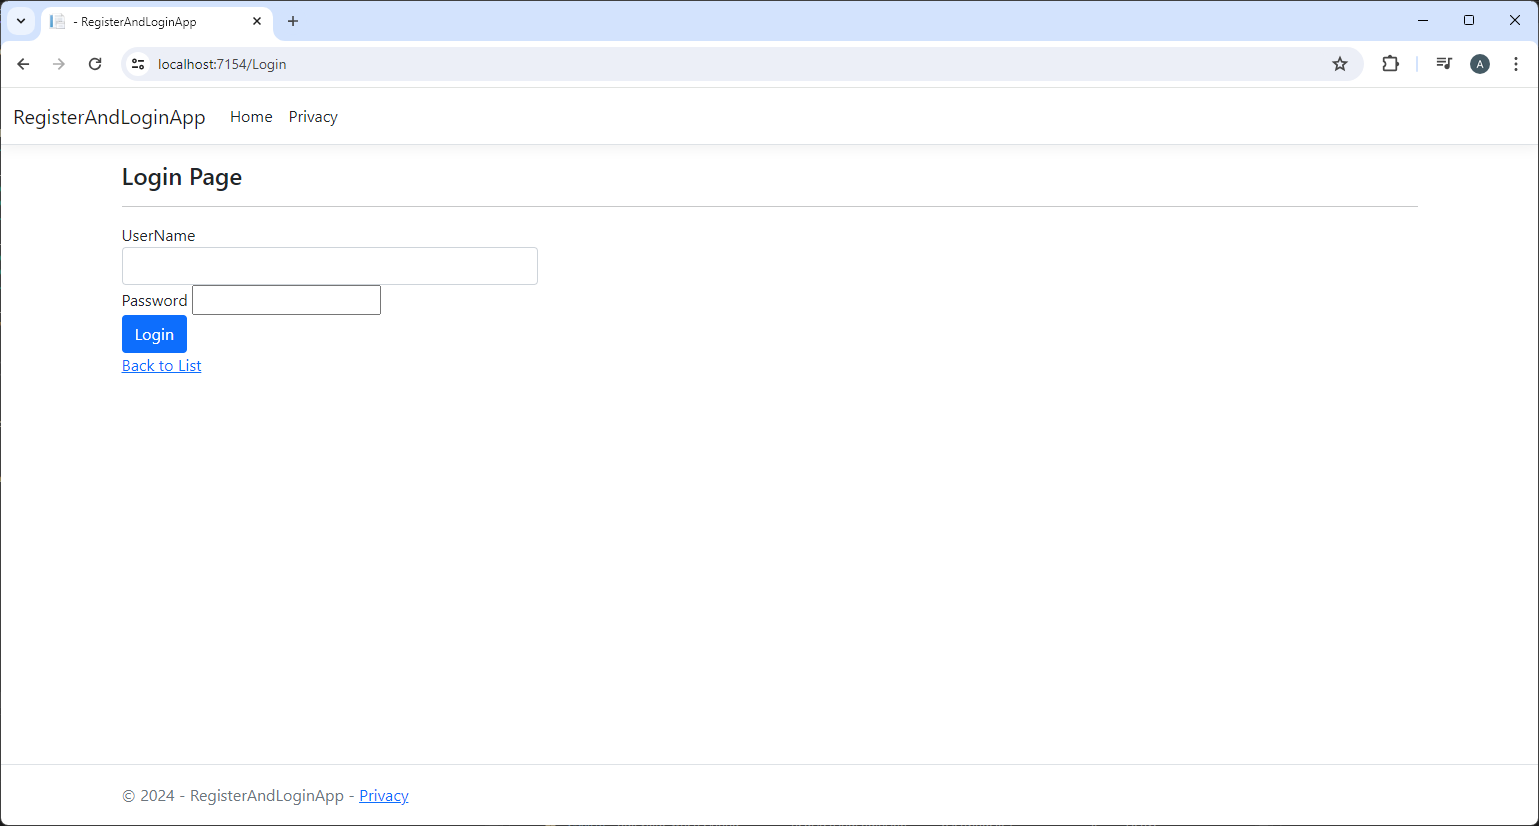 - RegisterAndLoginApp
localhost:7154/Login
A
RegisterAndLoginApp Home Privacy
Login Page
UserName
Password
Login
Back to List
© 2024 - RegisterAndLoginApp - Privacy